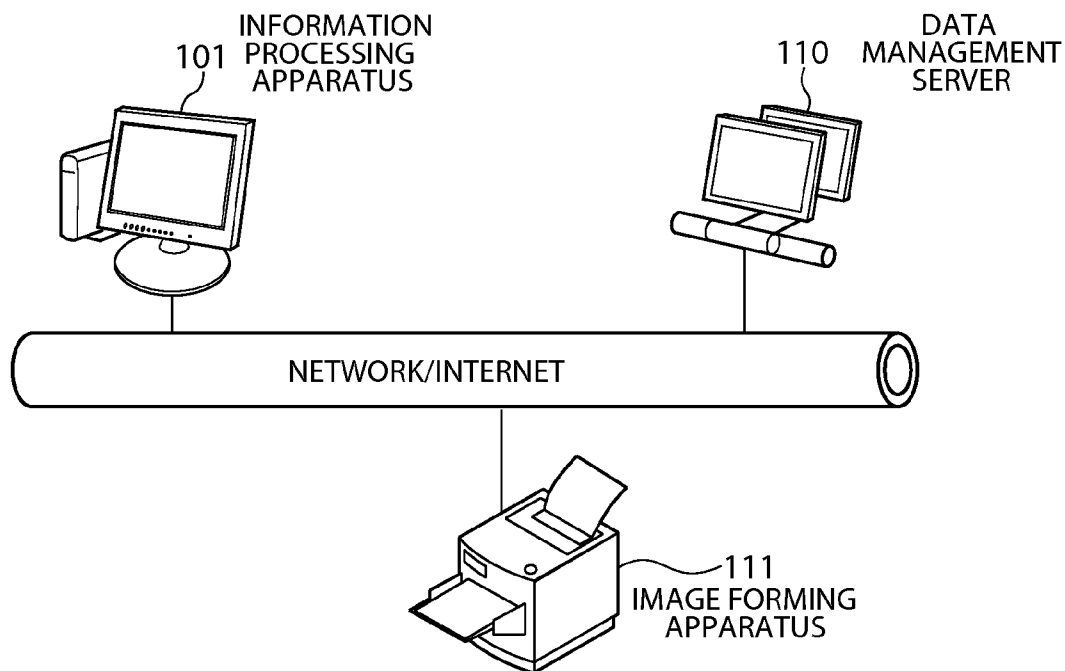 INFORMATION
PROCESSING
APPARATUS
101
DATA
MANAGEMENT
SERVER
110
NETWORK/INTERNET
111
IMAGE FORMING
APPARATUS